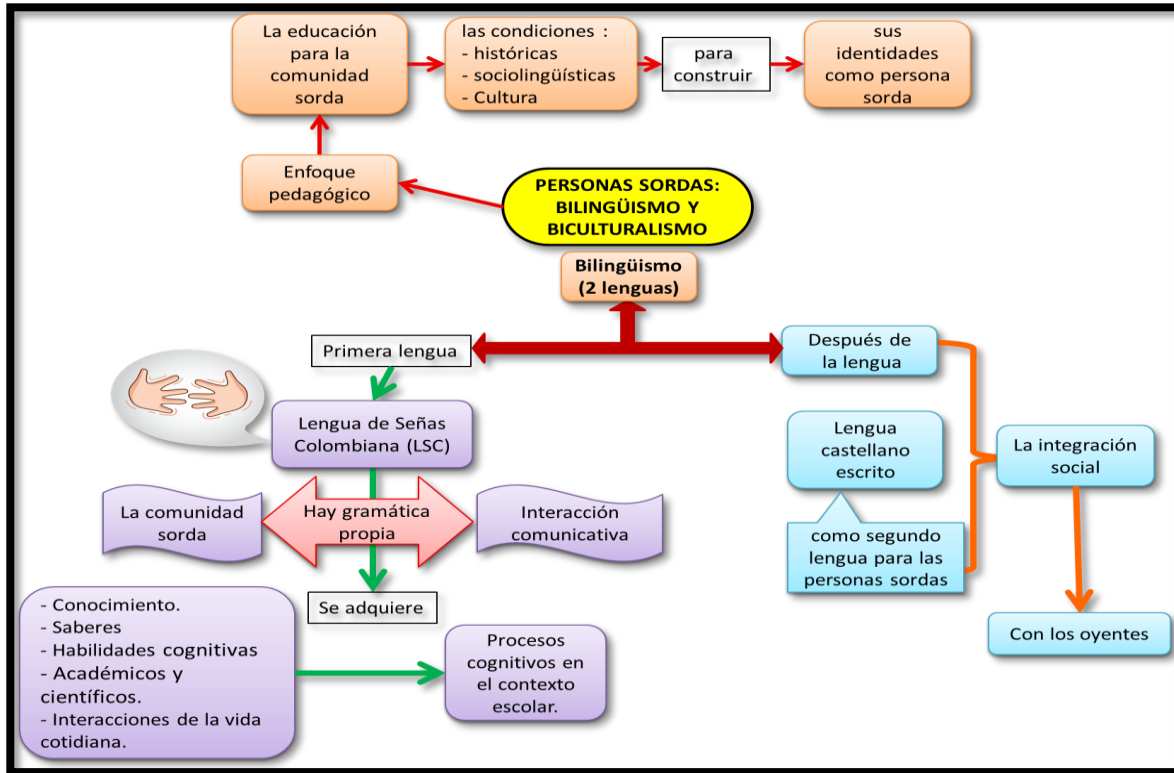 La educación
para la
comunidad
sorda
las condiciones :
- históricas
- sociolingüísticas
- Cultura
para
construir
sus
identidades
como persona
sorda
Enfoque
pedagógico
PERSONAS SORDAS:
BILINGÜISMO Y
BICULTURALISMO
Bilingüismo
(2 lenguas)
Primera lengua
Lengua de Señas
Colombiana (LSC)
La comunidad
sorda
Hay gramática
propia
Interacción
comunicativa
Se adquiere
- Conocimiento.
- Saberes
- Habilidades cognitivas
- Académicos y
científicos.
- Interacciones de la vida
cotidiana.
Procesos
cognitivos en
el contexto
escolar.
Después de
la lengua
Lengua
castellano
escrito
como segundo
lengua para las
personas sordas
La integración
social
Con los oyentes